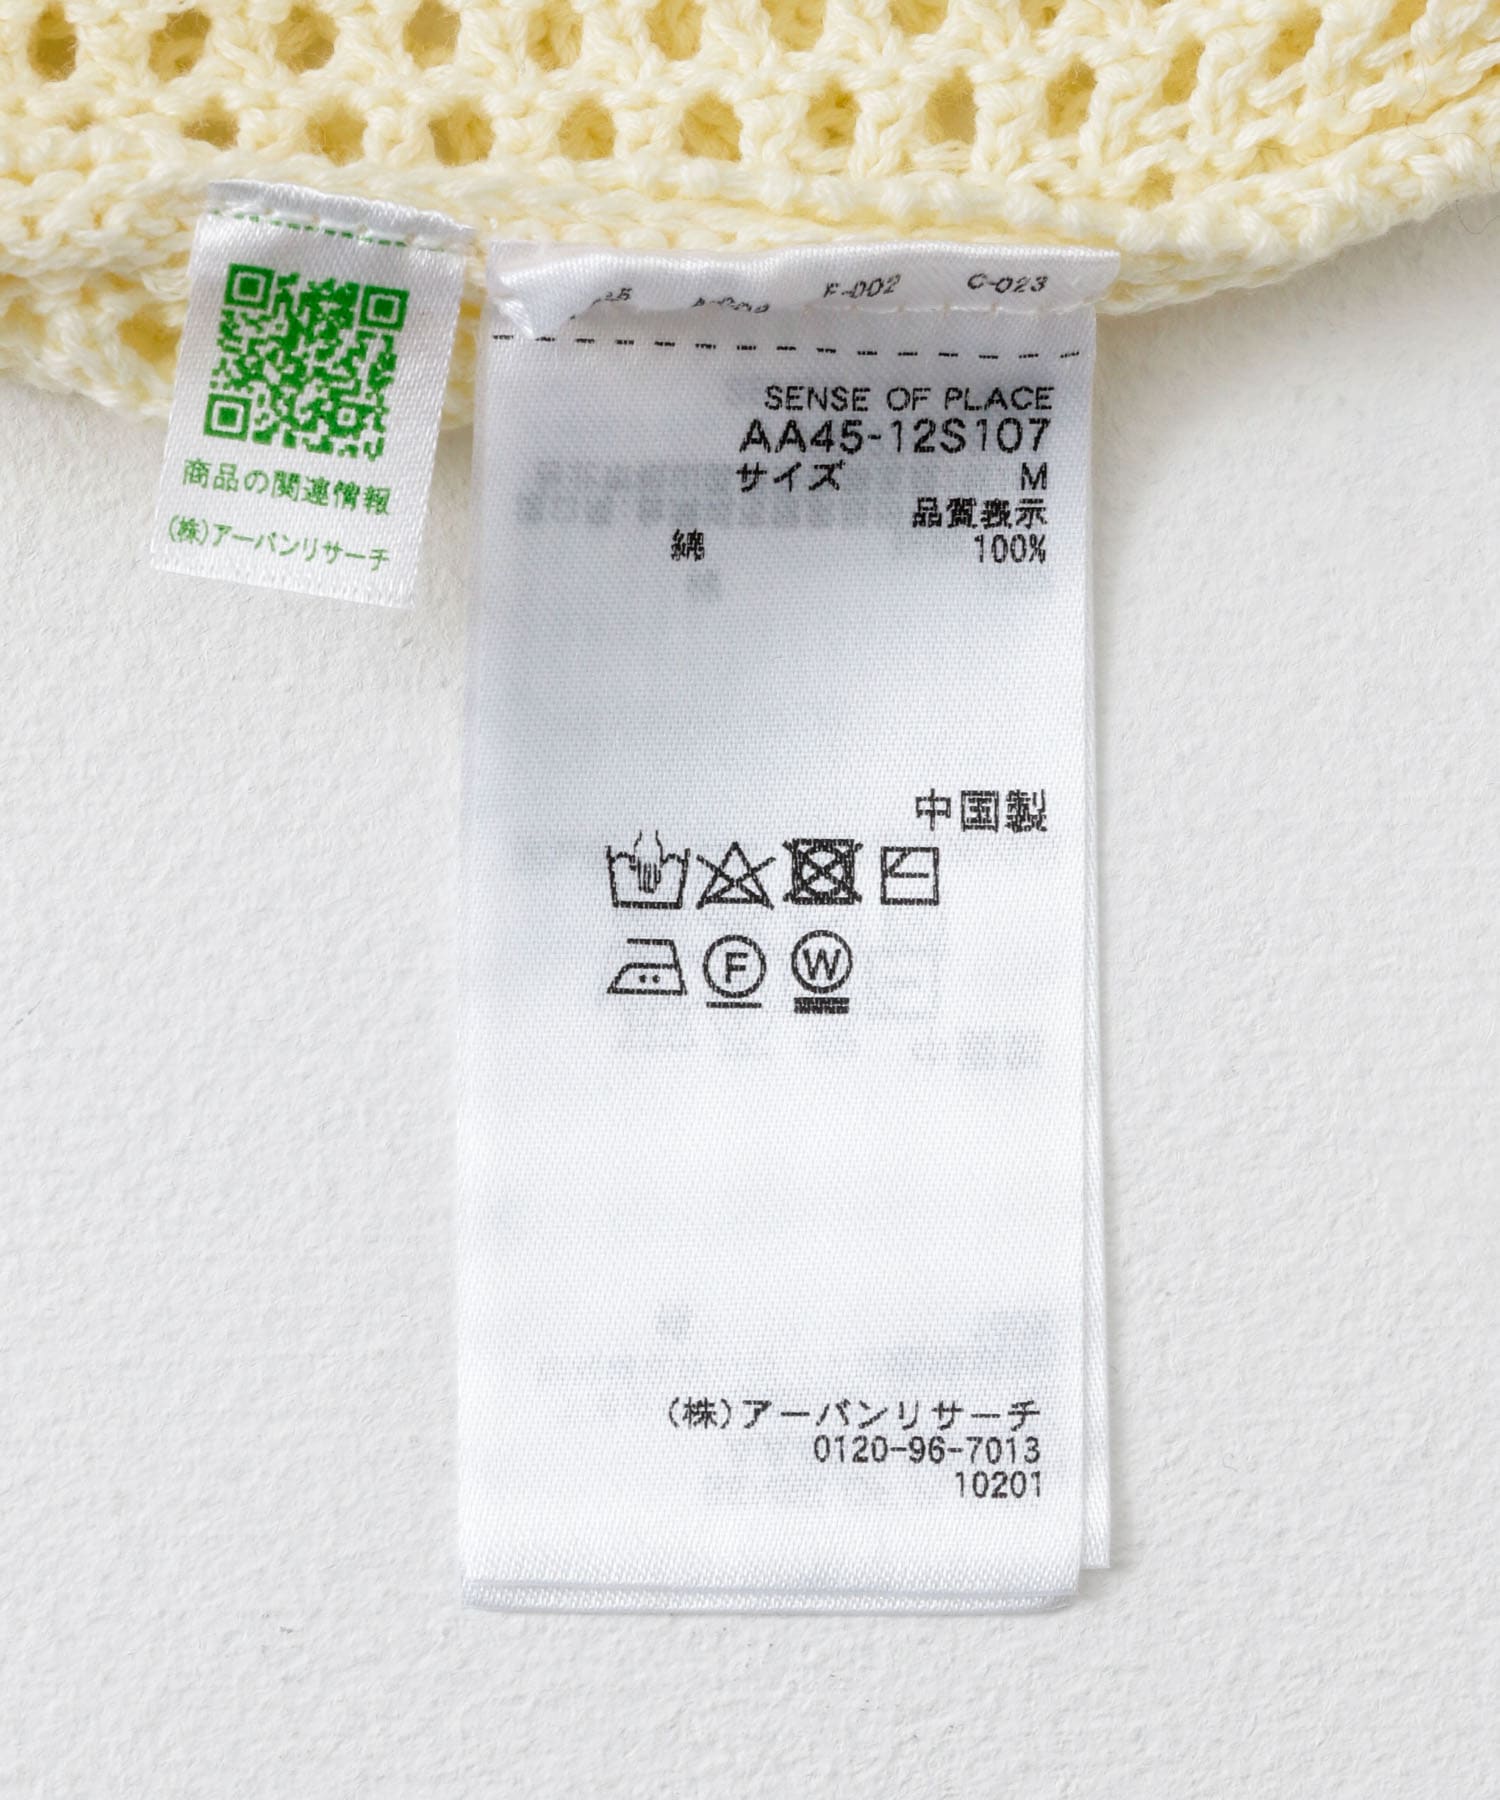 商品の関連情報
(株)アーバンリサーチ
F-002 C-023
SENSE OF PLACE
AA45-12S107
サイズ M
品質表示
綿 100%
中国製
F W
(株)アーバンリサーチ
0120-96-7013
10201